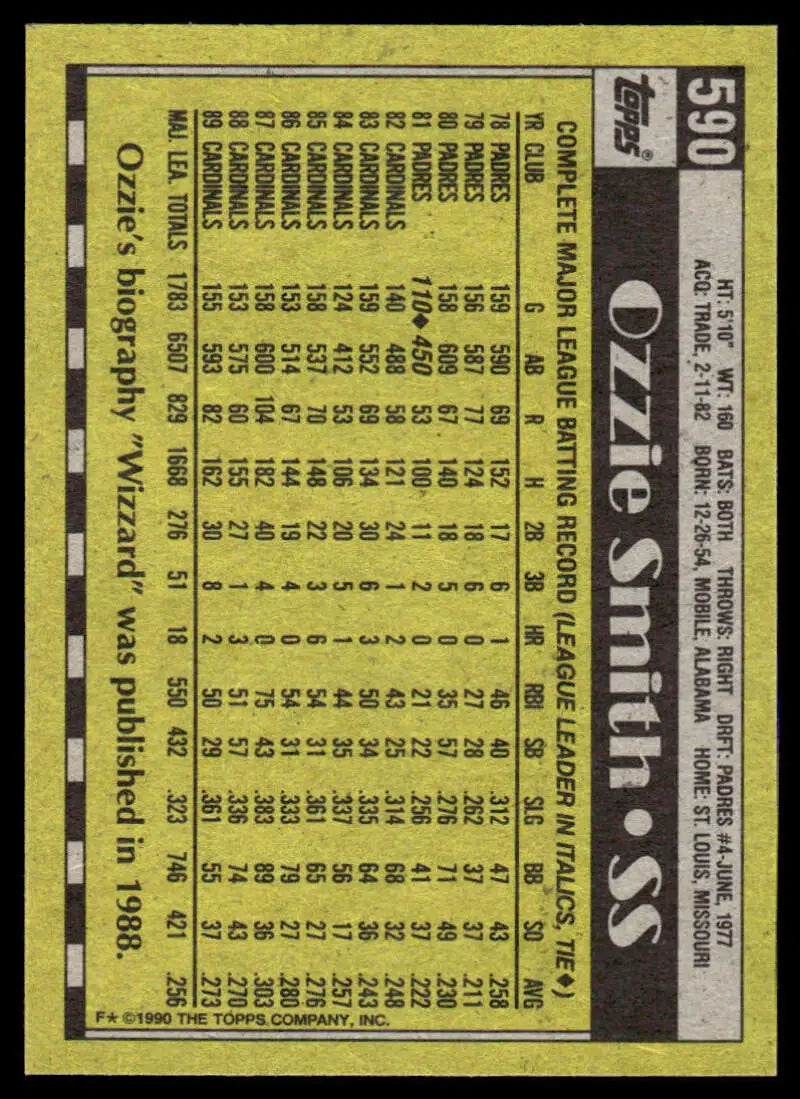 590
HT: 5'10" WT: 160 BATS: BOTH THROWS: RIGHT DRFT: PADRES #4-JUNE, 1977
ACQ: TRADE, 2-11-82 BORN: 12-26-54, MOBILE, ALABAMA HOME: ST. LOUIS, MISSOURI
topps®
Ozzie Smith • SS
COMPLETE MAJOR LEAGUE BATTING RECORD (LEAGUE LEADER IN ITALICS, TIE♦)
YR CLUB G AB R H 2B 3B HR RBI SB SLG BB SO AVG
78 PADRES 159 590 69 152 17 6 1 46 40 .312 47 43 .258
79 PADRES 156 587 77 124 18 6 0 27 28 .262 37 37 .211
80 PADRES 158 609 67 140 18 5 0 35 57 .276 71 49 .230
81 PADRES 110♦ 450 53 100 11 2 0 21 22 .256 41 37 .222
82 CARDINALS 140 488 58 121 24 1 2 43 25 .314 68 32 .248
83 CARDINALS 159 552 69 134 30 6 3 50 34 .335 64 36 .243
84 CARDINALS 124 412 53 106 20 5 1 44 35 .337 56 17 .257
85 CARDINALS 158 537 70 148 22 3 6 54 31 .361 65 27 .276
86 CARDINALS 153 514 67 144 19 4 0 54 31 .333 79 27 .280
87 CARDINALS 158 600 104 182 40 4 0 75 43 .383 89 36 .303
88 CARDINALS 153 575 60 155 27 1 3 51 57 .336 74 43 .270
89 CARDINALS 155 593 82 162 30 8 2 50 29 .361 55 37 .273
MAJ. LEA. TOTALS 1783 6507 829 1668 276 51 18 550 432 .323 746 421 .256
Ozzie's biography "Wizzard" was published in 1988.
F* ©1990 THE TOPPS COMPANY, INC.